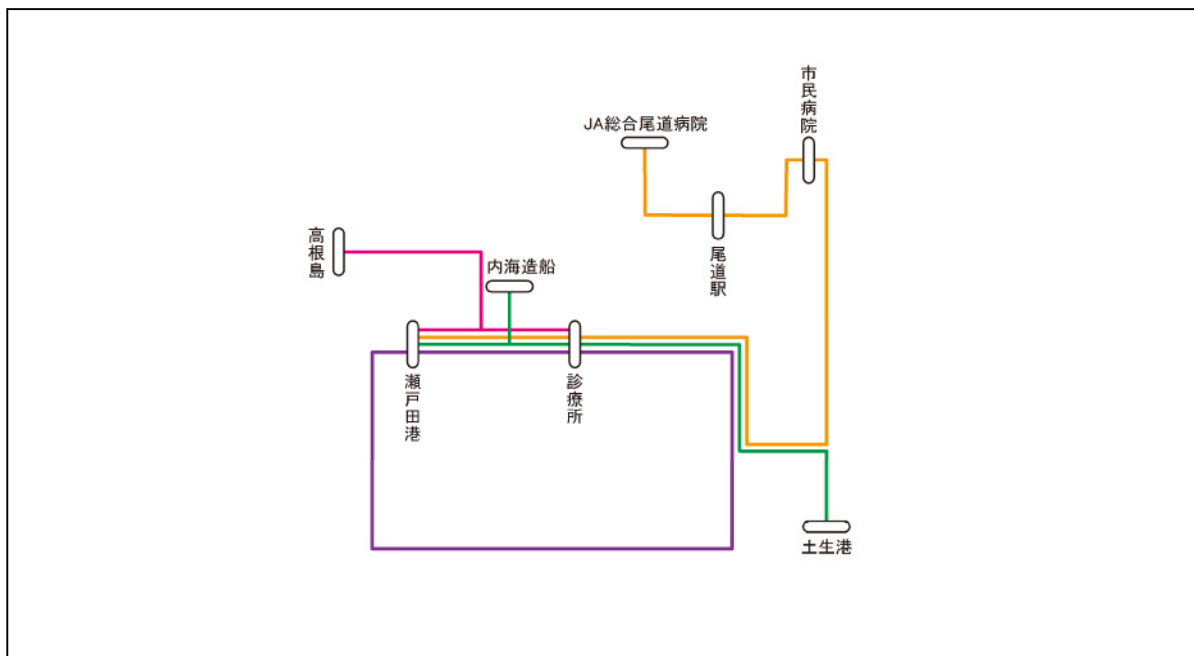 市民病院
JA総合尾道病院
高根島
内海造船
尾道駅
瀬戸田港
診療所
土生港